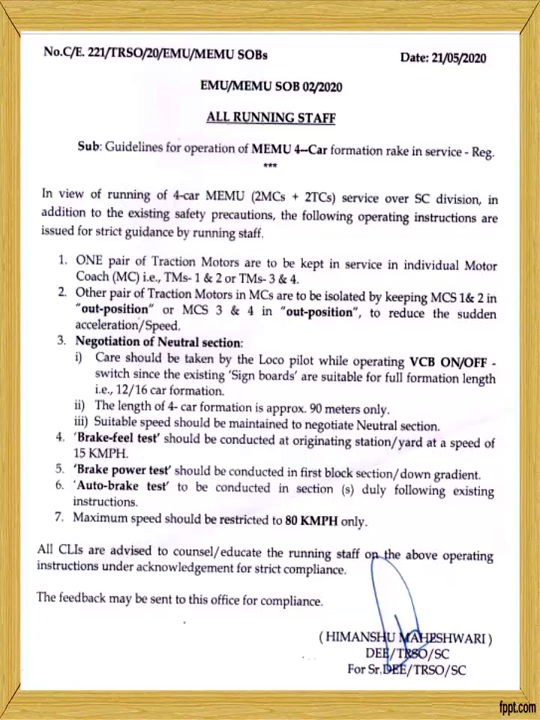 No.C/E. 221/TRSO/20/EMU/MEMU SOBs
Date: 21/05/2020
EMU/MEMU SOB 02/2020
ALL RUNNING STAFF
Sub: Guidelines for operation of MEMU 4–Car formation rake in service - Reg.
***
In view of running of 4-car MEMU (2MCs + 2TCs) service over SC division, in
addition to the existing safety precautions, the following operating instructions are
issued for strict guidance by running staff.
1. ONE pair of Traction Motors are to be kept in service in individual Motor
Coach (MC) i.e., TMs- 1 & 2 or TMs- 3 & 4.
2. Other pair of Traction Motors in MCs are to be isolated by keeping MCS 1& 2 in
"out-position" or MCS 3 & 4 in "out-position", to reduce the sudden
acceleration/Speed.
3. Negotiation of Neutral section:
i) Care should be taken by the Loco pilot while operating VCB ON/OFF -
switch since the existing 'Sign boards' are suitable for full formation length
i.e., 12/16 car formation.
ii) The length of 4- car formation is approx. 90 meters only.
iii) Suitable speed should be maintained to negotiate Neutral section.
4. 'Brake-feel test' should be conducted at originating station/yard at a speed of
15 KMPH.
5. 'Brake power test' should be conducted in first block section/down gradient.
6. 'Auto-brake test' to be conducted in section (s) duly following existing
instructions.
7. Maximum speed should be restricted to 80 KMPH only.
All CLIs are advised to counsel/educate the running staff on the above operating
instructions under acknowledgement for strict compliance.
The feedback may be sent to this office for compliance.
( HIMANSHU MAHESHWARI )
DEE/TRSO/SC
For Sr.DEE/TRSO/SC
fppt.com